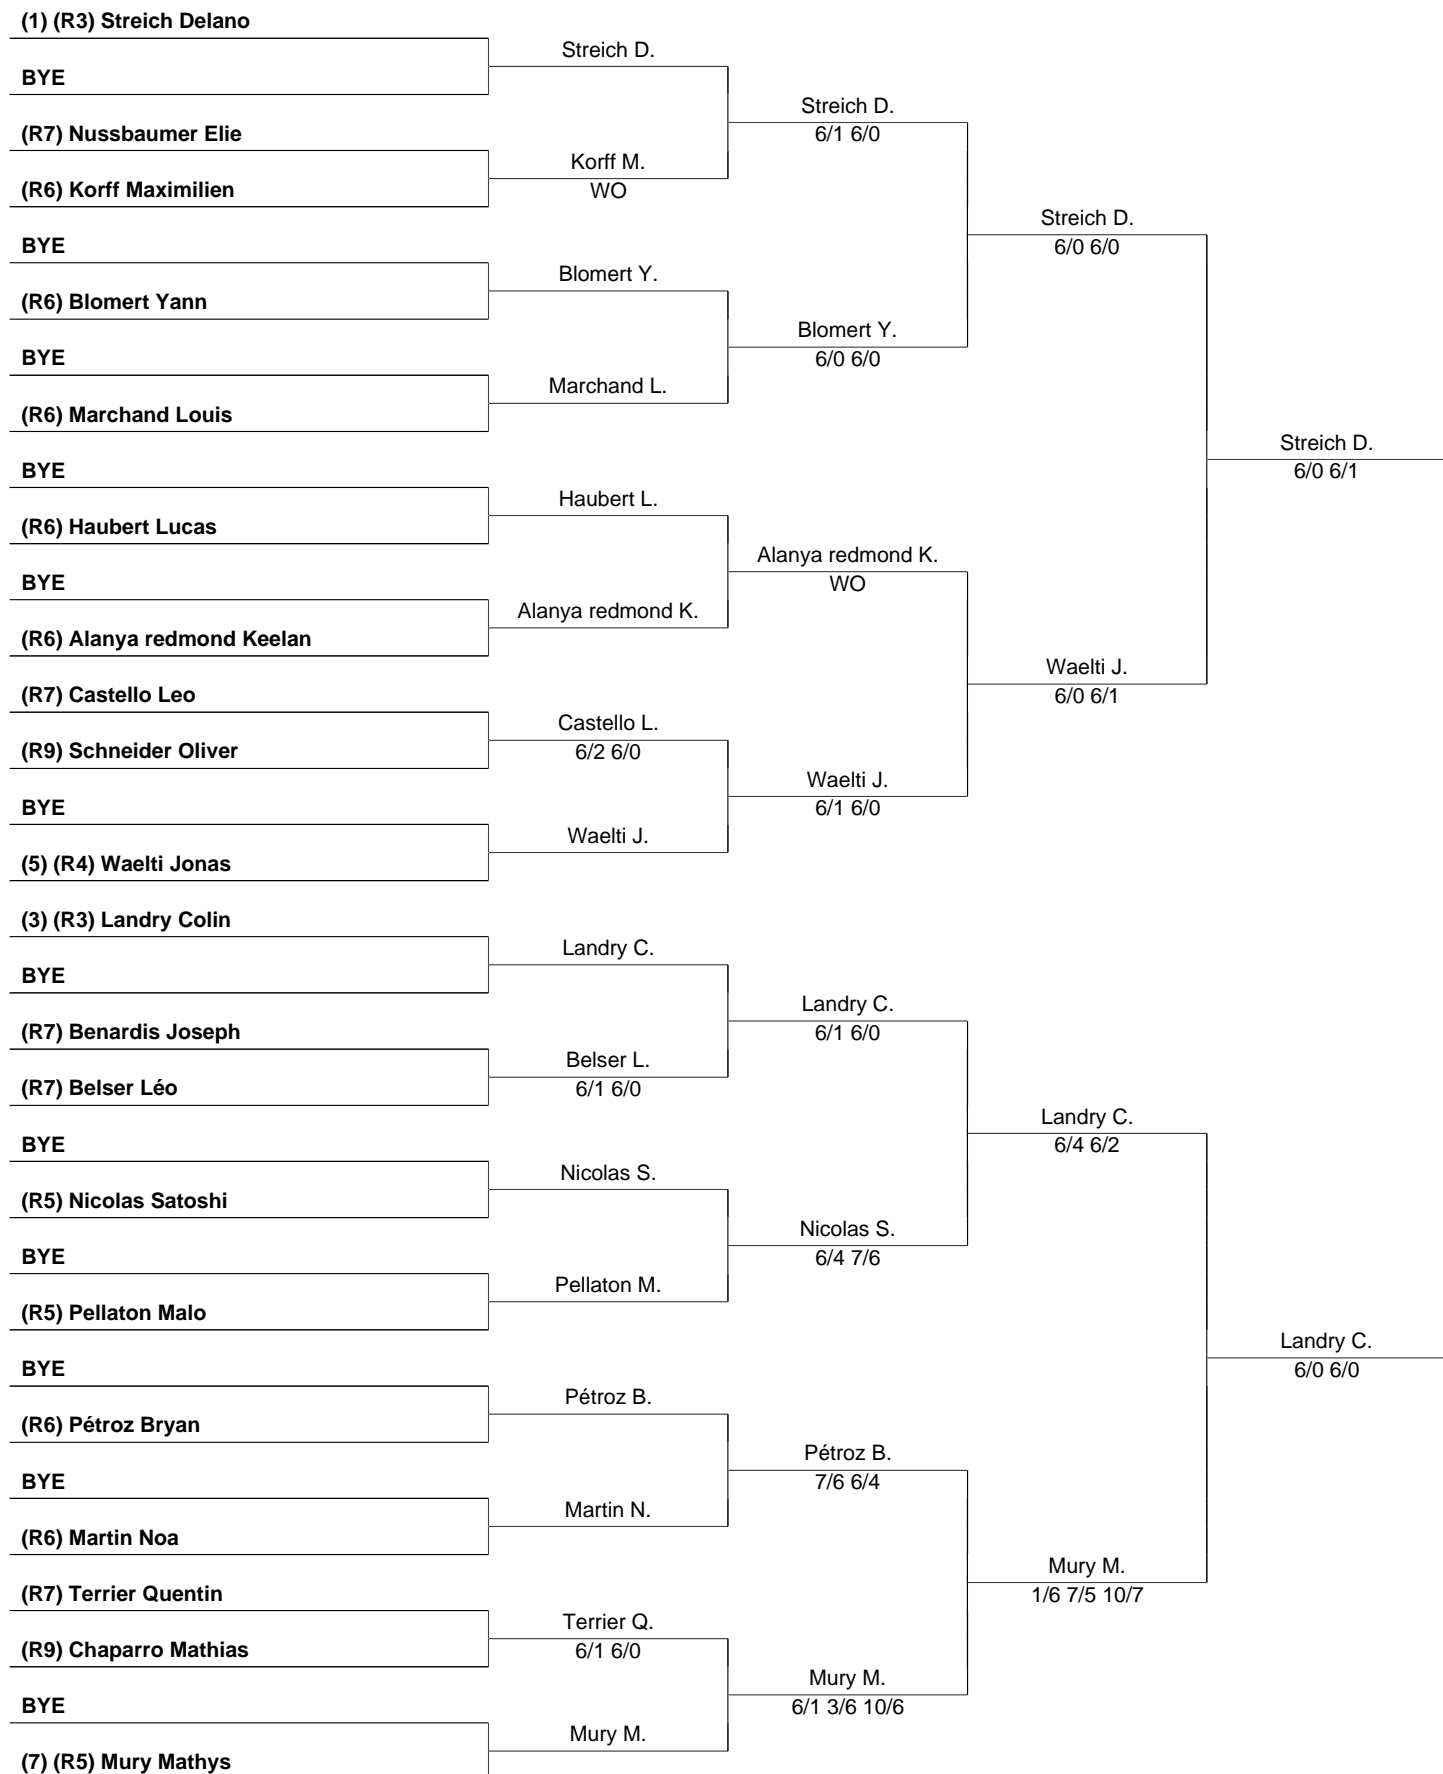 (1) (R3) Streich Delano
Streich D.
BYE
Streich D.
6/1 6/0
(R7) Nussbaumer Elie
Korff M.
WO
(R6) Korff Maximilien
Streich D.
6/0 6/0
BYE
Blomert Y.
(R6) Blomert Yann
Blomert Y.
6/0 6/0
BYE
Marchand L.
(R6) Marchand Louis
Streich D.
6/0 6/1
BYE
Haubert L.
(R6) Haubert Lucas
Alanya redmond K.
WO
BYE
Alanya redmond K.
(R6) Alanya redmond Keelan
Waelti J.
6/0 6/1
(R7) Castello Leo
Castello L.
6/2 6/0
(R9) Schneider Oliver
Waelti J.
6/1 6/0
BYE
Waelti J.
(5) (R4) Waelti Jonas
(3) (R3) Landry Colin
Landry C.
BYE
Landry C.
6/1 6/0
(R7) Benardis Joseph
Belser L.
6/1 6/0
(R7) Belser Léo
Landry C.
6/4 6/2
BYE
Nicolas S.
(R5) Nicolas Satoshi
Nicolas S.
6/4 7/6
BYE
Pellaton M.
(R5) Pellaton Malo
Landry C.
6/0 6/0
BYE
Pétroz B.
(R6) Pétroz Bryan
Pétroz B.
7/6 6/4
BYE
Martin N.
(R6) Martin Noa
Mury M.
1/6 7/5 10/7
(R7) Terrier Quentin
Terrier Q.
6/1 6/0
(R9) Chaparro Mathias
Mury M.
6/1 3/6 10/6
BYE
Mury M.
(7) (R5) Mury Mathys